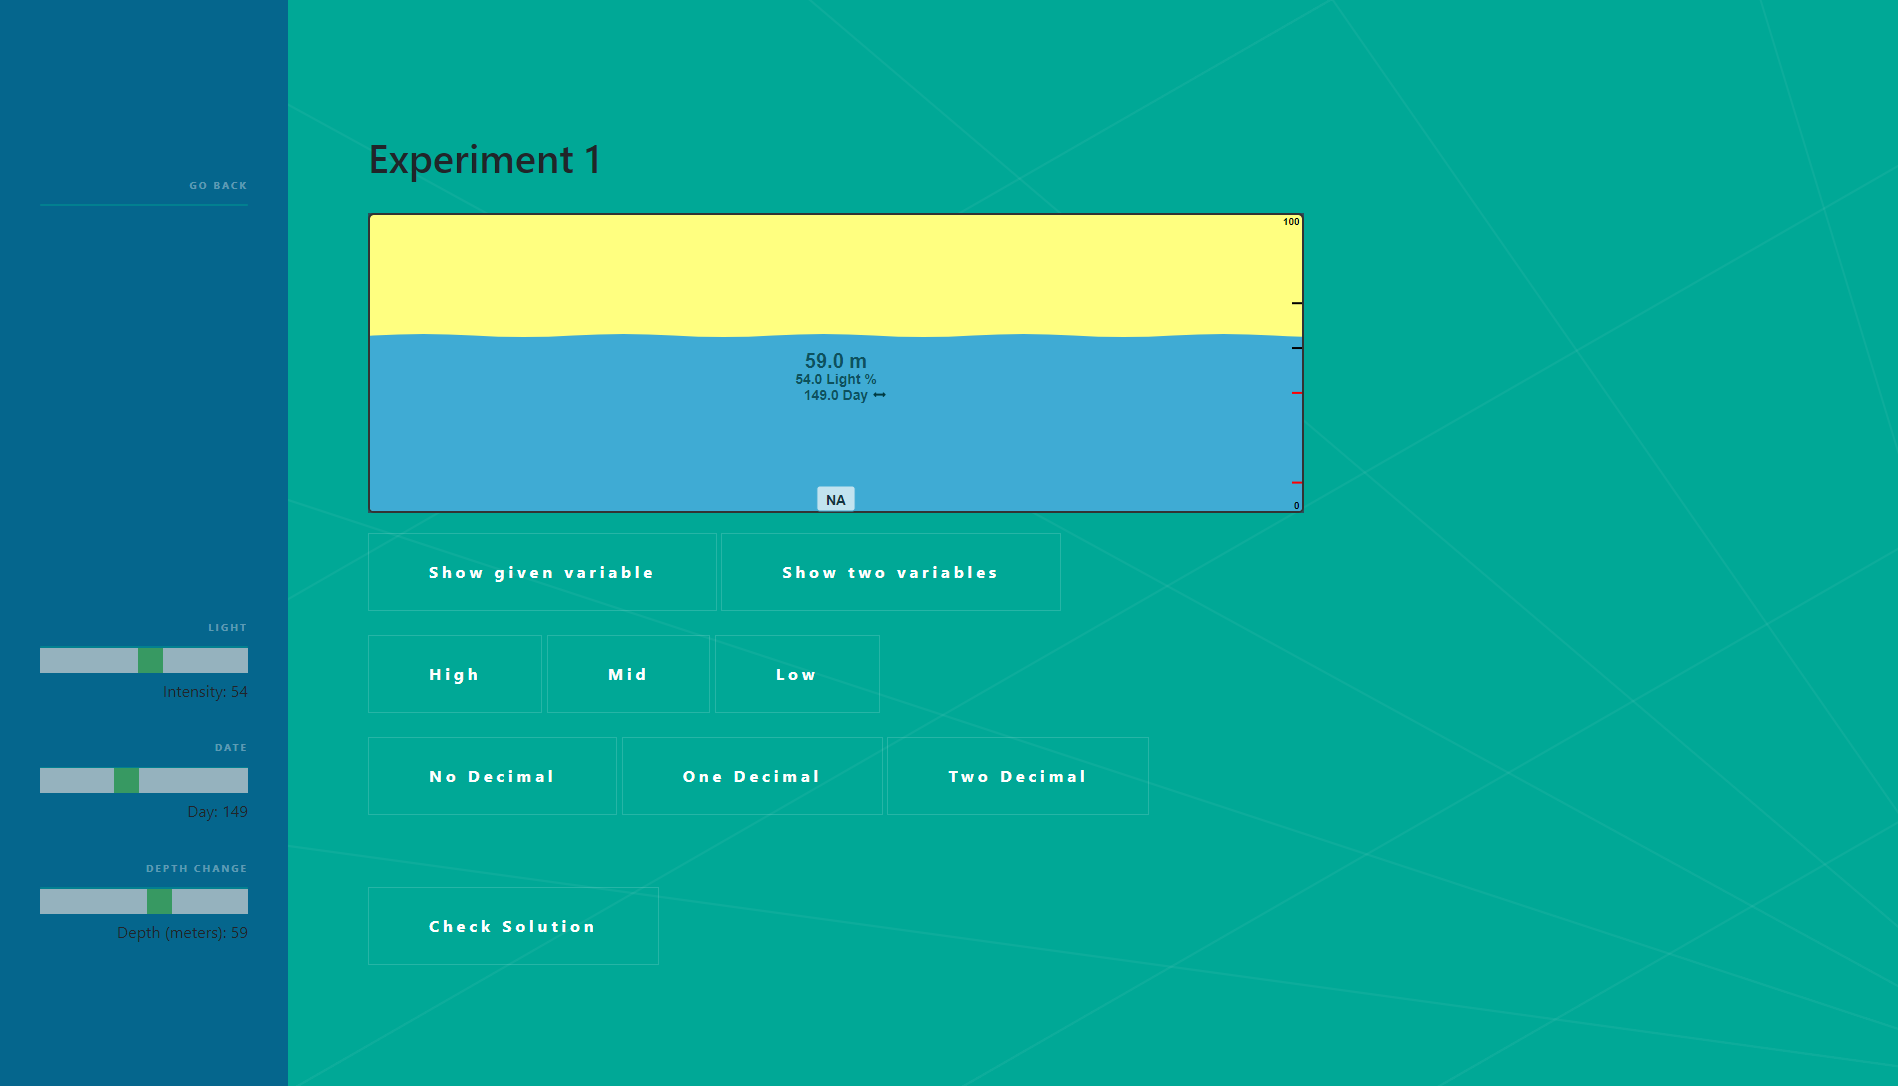 GO BACK
LIGHT
Intensity: 54
DATE
Day: 149
DEPTH CHANGE
Depth (meters): 59
Experiment 1
100
59.0 m
54.0 Light %
149.0 Day
NA
0
Show given variable
Show two variables
High
Mid
Low
No Decimal
One Decimal
Two Decimal
Check Solution